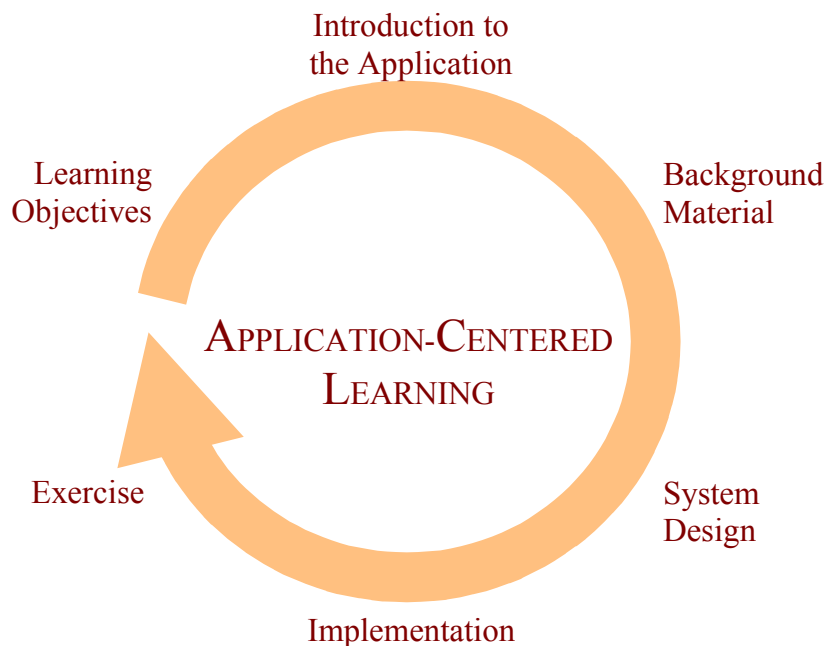 Introduction to
the Application
Learning
Objectives
Background
Material
APPLICATION-CENTERED
LEARNING
Exercise
System
Design
Implementation